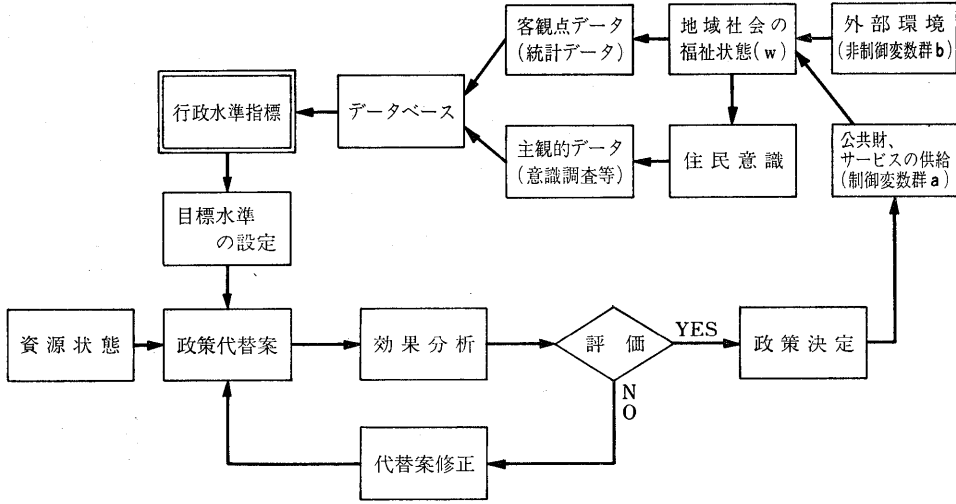 客観点データ
(統計データ)
地域社会の
福祉状態(w)
外部環境
(非制御変数群b)
行政水準指標
データベース
主観的データ
(意識調査等)
住民意識
公共財、
サービスの供給
(制御変数群a)
目標水準
の設定
資源状態
政策代替案
効果分析
評価
YES
政策決定
N
O
代替案修正